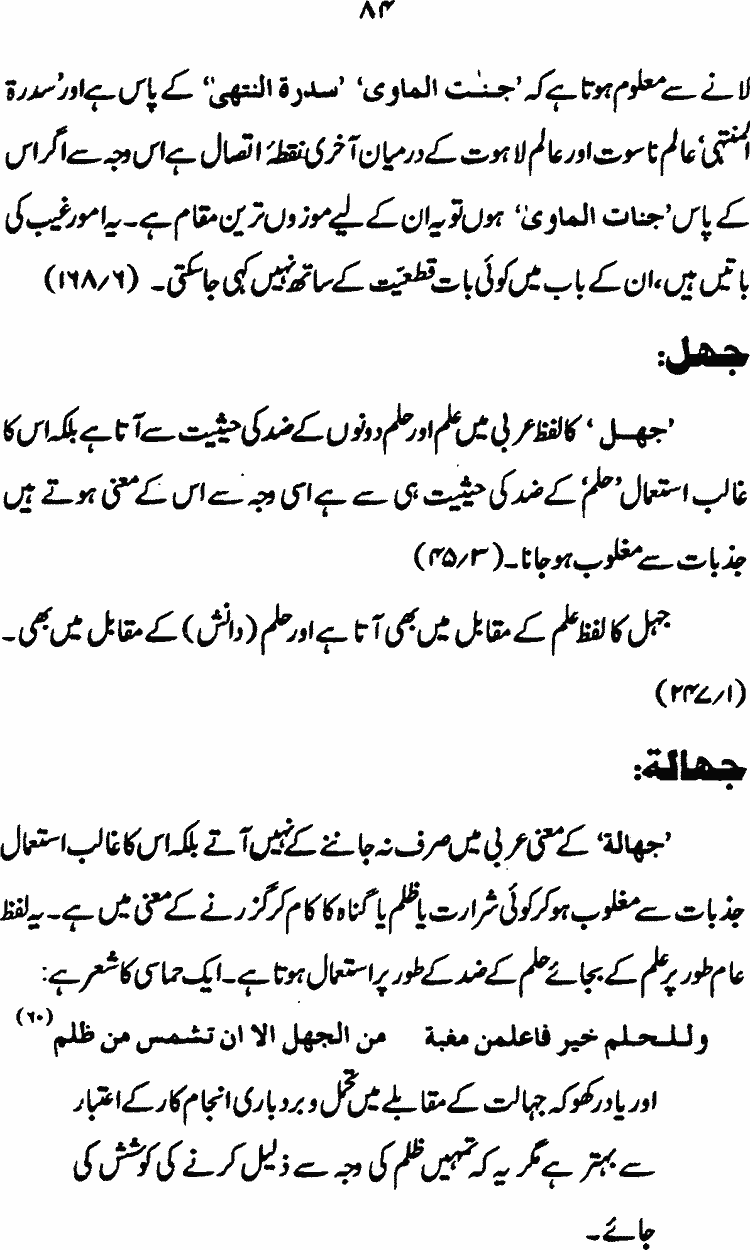 ۸۴
لانے سے معلوم ہوتا ہے کہ ’جنت الماوی‘ ’سدرة المنتهیٰ‘ کے پاس ہے اور ’سدرة
المنتہیٰ‘ عالم ناسوت اور عالم لاہوت کے درمیان آخری نقطۂ اتصال ہے اس وجہ سے اگر اس
کے پاس ’جنات الماویٰ‘ ہوں تو یہ ان کے لیے موزوں ترین مقام ہے۔ یہ امور غیب کی
باتیں ہیں، ان کے باب میں کوئی بات قطعیّت کے ساتھ نہیں کہی جا سکتی۔ (۱۶۸/۶)
جهل:
’جهل‘ کا لفظ عربی میں علم اور حلم دونوں کے ضد کی حیثیت سے آتا ہے بلکہ اس کا
غالب استعمال ’حلم‘ کے ضد کی حیثیت ہی سے ہے اسی وجہ سے اس کے معنی ہوتے ہیں
جذبات سے مغلوب ہو جانا۔ (۴۵/۳)
جہل کا لفظ علم کے مقابل میں بھی آتا ہے اور حلم (دانش) کے مقابل میں بھی۔
(۲۴۷/۱)
جهالة:
’جهالة‘ کے معنی عربی میں صرف نہ جاننے کے نہیں آتے بلکہ اس کا غالب استعمال
جذبات سے مغلوب ہو کر کوئی شرارت یا ظلم یا گناہ کا کام کر گزرنے کے معنی میں ہے۔ یہ لفظ
عام طور پر علم کے بجائے حلم کے ضد کے طور پر استعمال ہوتا ہے۔ ایک حماسی کا شعر ہے:
وللحلم خير فاعلمن مغبة من الجهل الا ان تشمس من ظلم (۶۰)
اور یاد رکھو کہ جہالت کے مقابلے میں تحمل و بردباری انجام کار کے اعتبار
سے بہتر ہے مگر یہ کہ تمہیں ظلم کی وجہ سے ذلیل کرنے کی کوشش کی
جائے۔